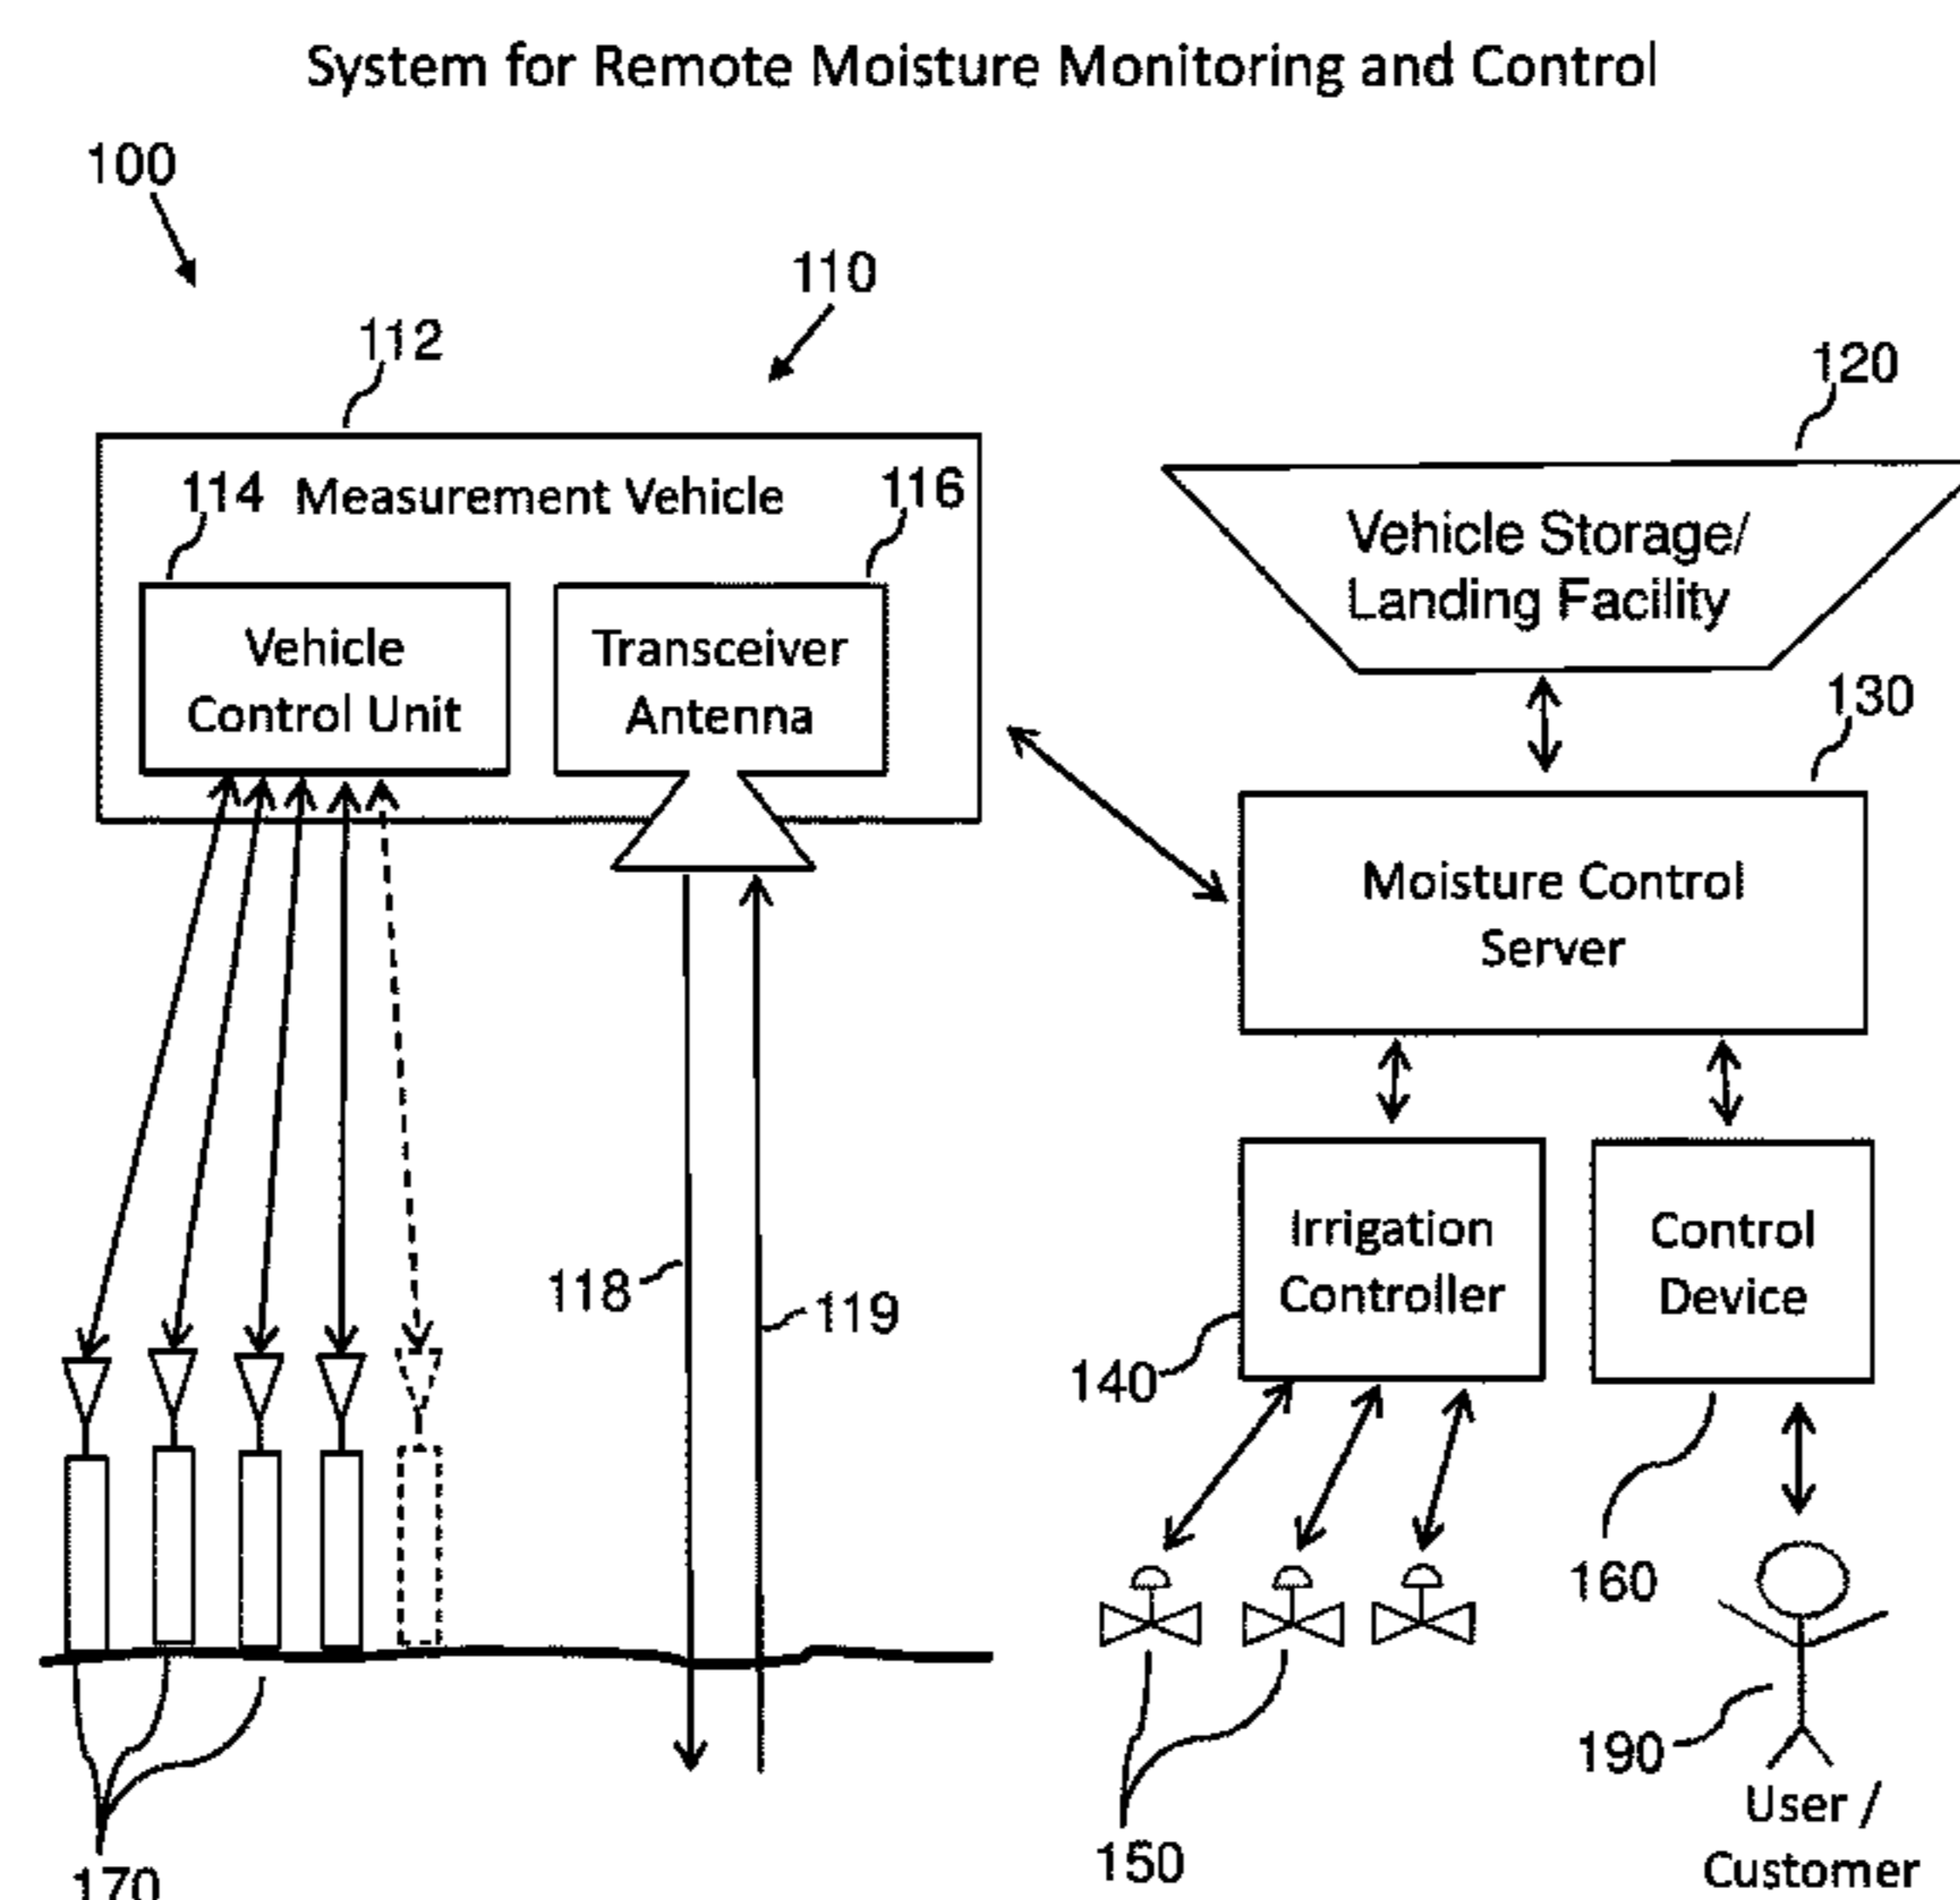 System for Remote Moisture Monitoring and Control
100
110
112
120
114 Measurement Vehicle 116
Vehicle Storage/
Landing Facility
Vehicle
Control Unit
Transceiver
Antenna
130
Moisture Control
Server
118
119
Irrigation
Controller
Control
Device
140
160
190
User /
Customer
150
170